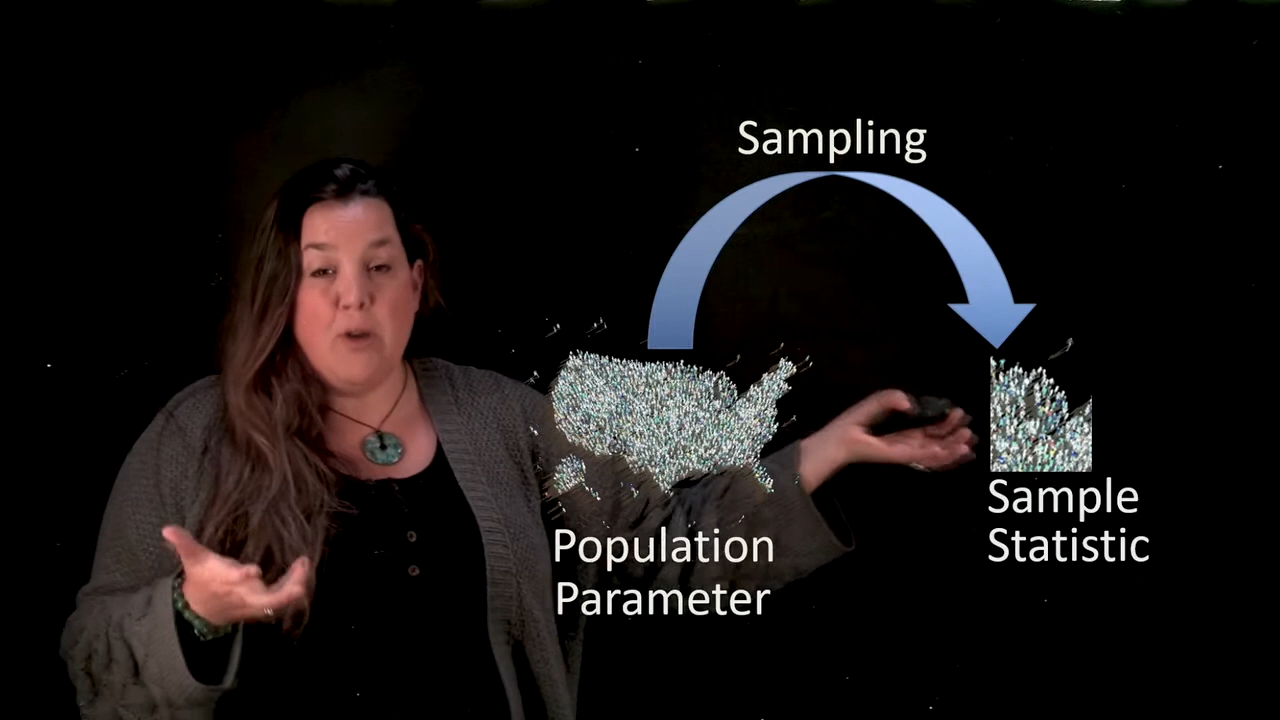 Sampling
Population
Parameter
Sample
Statistic